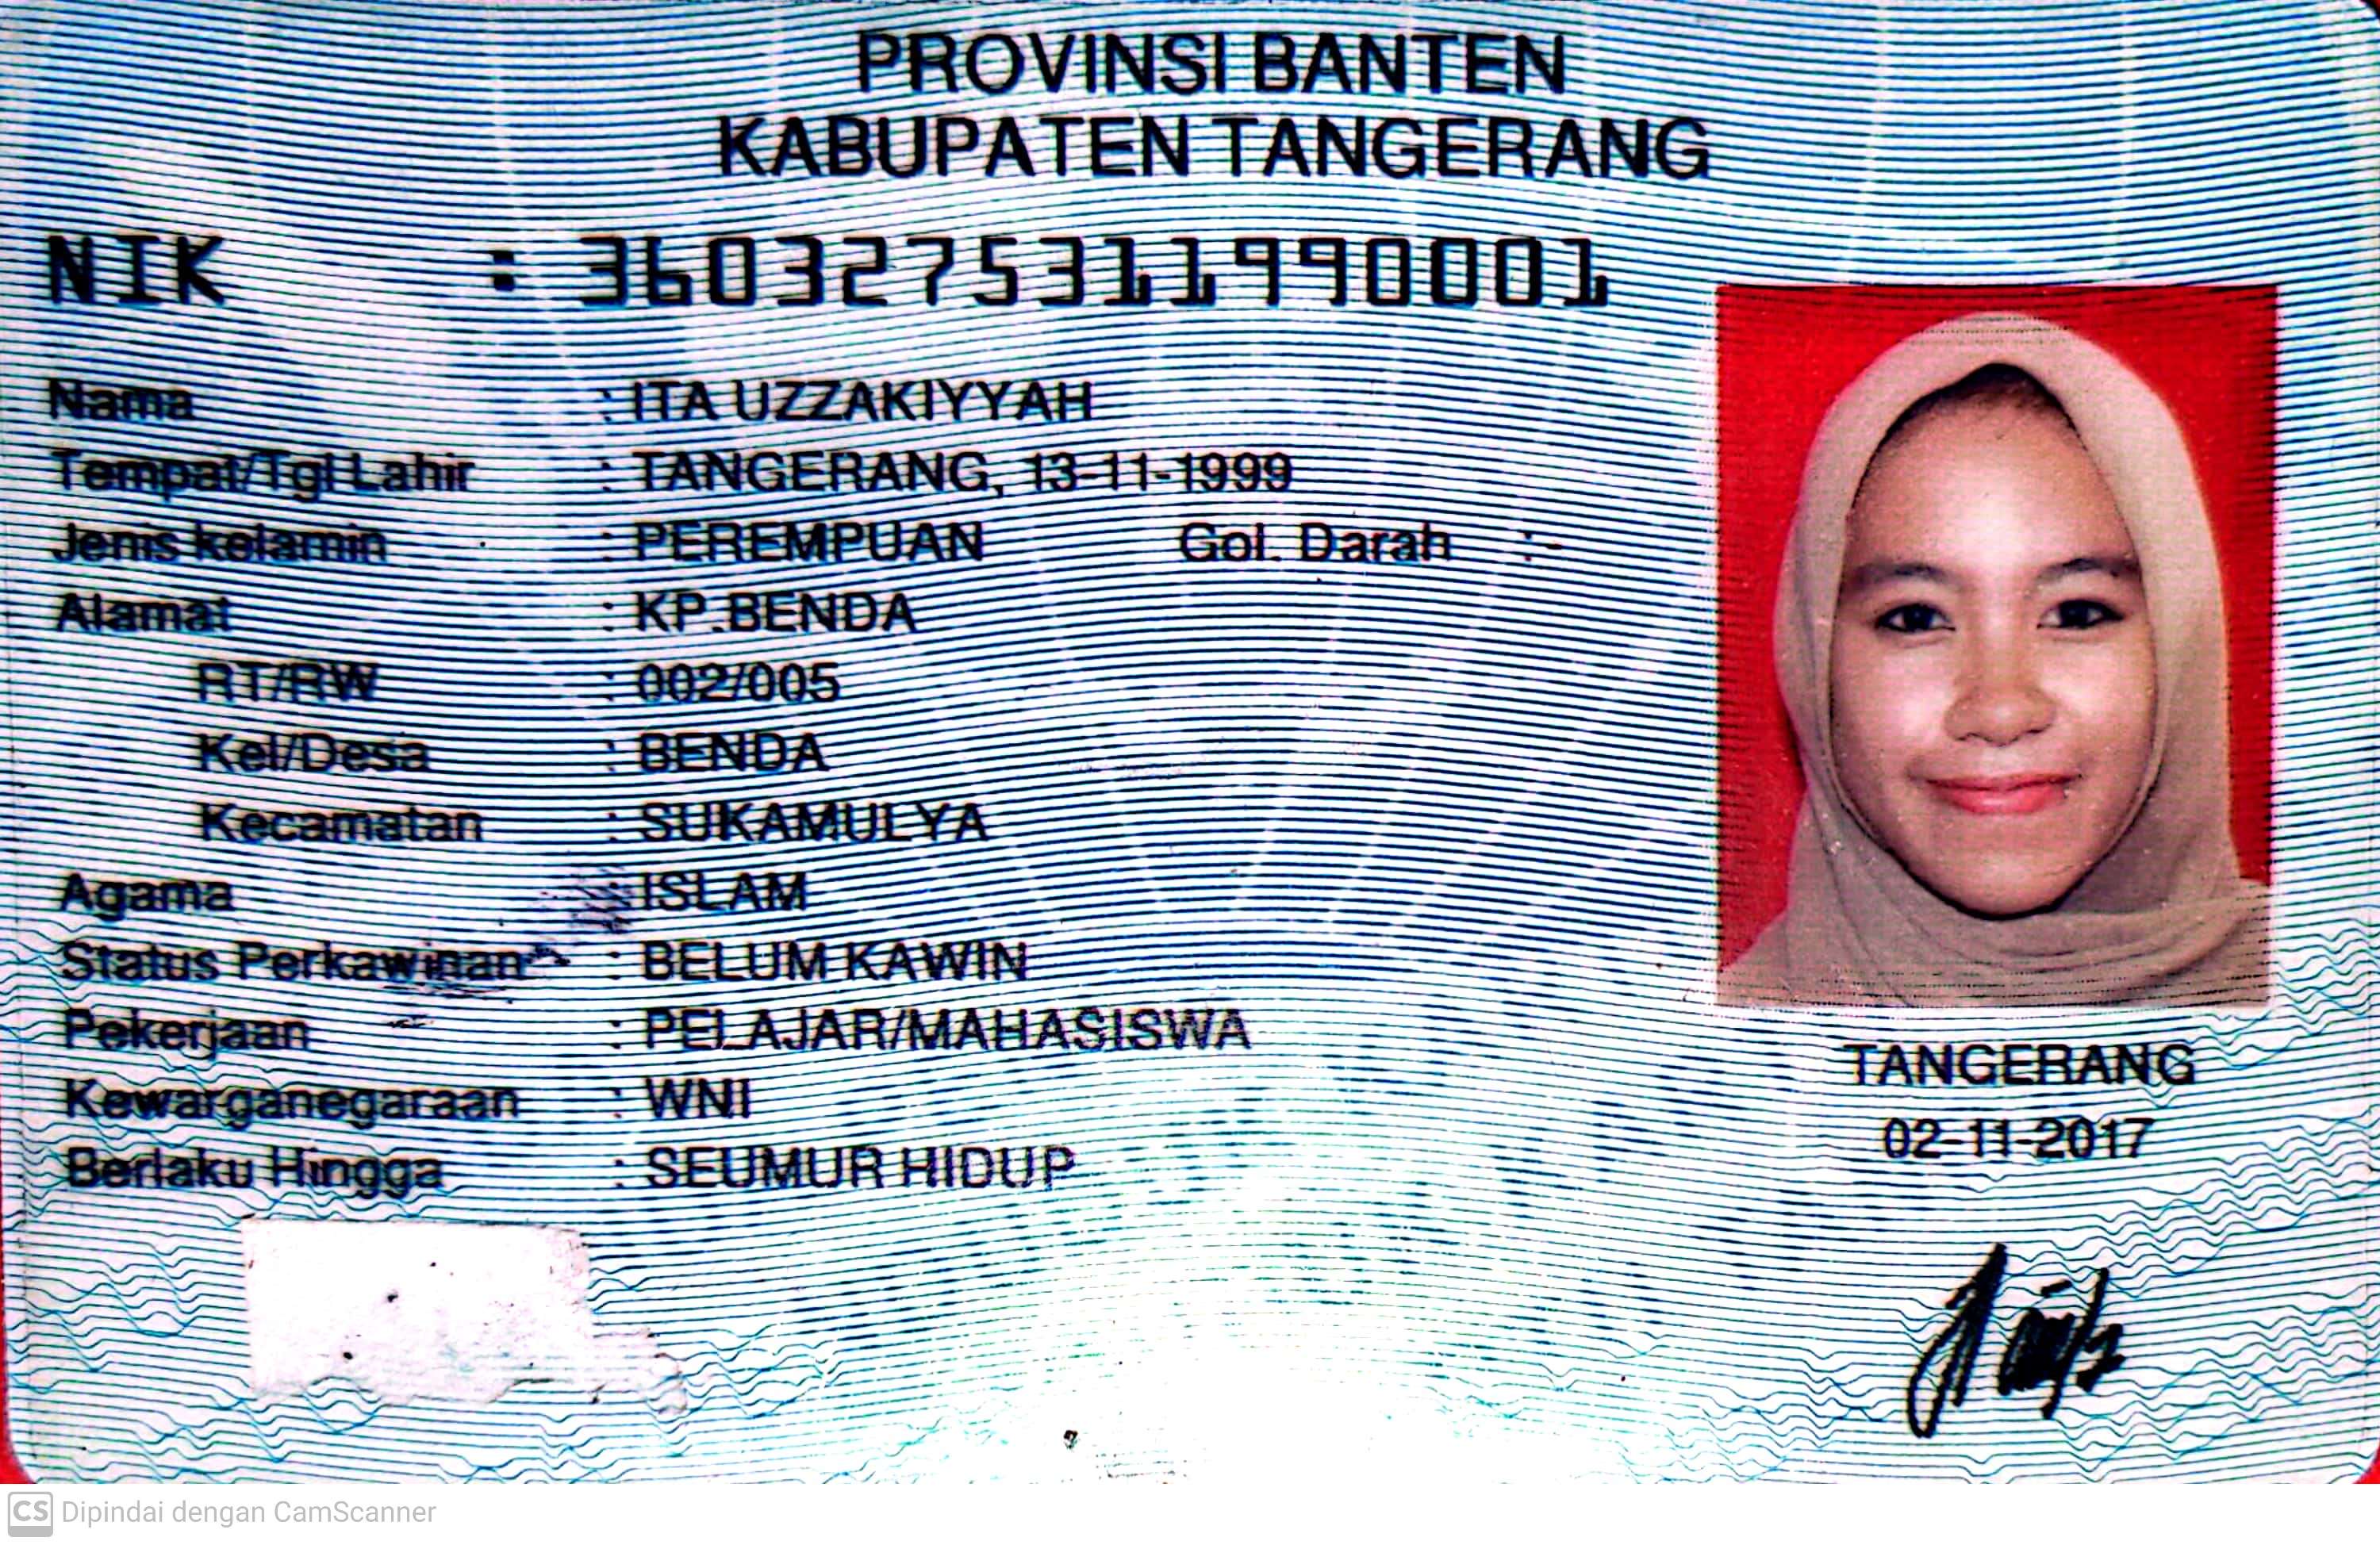 PROVINSI BANTEN
KABUPATEN TANGERANG
NIK : 3603275311990001
Nama : ITA UZZAKIYYAH
Tempat/Tgl Lahir : TANGERANG, 13-11-1999
Jenis kelamin : PEREMPUAN Gol. Darah : -
Alamat : KP.BENDA
RT/RW : 002/005
Kel/Desa : BENDA
Kecamatan : SUKAMULYA
Agama : ISLAM
Status Perkawinan : BELUM KAWIN
Pekerjaan : PELAJAR/MAHASISWA
Kewarganegaraan : WNI
Berlaku Hingga : SEUMUR HIDUP
TANGERANG
02-11-2017
CS Dipindai dengan CamScanner